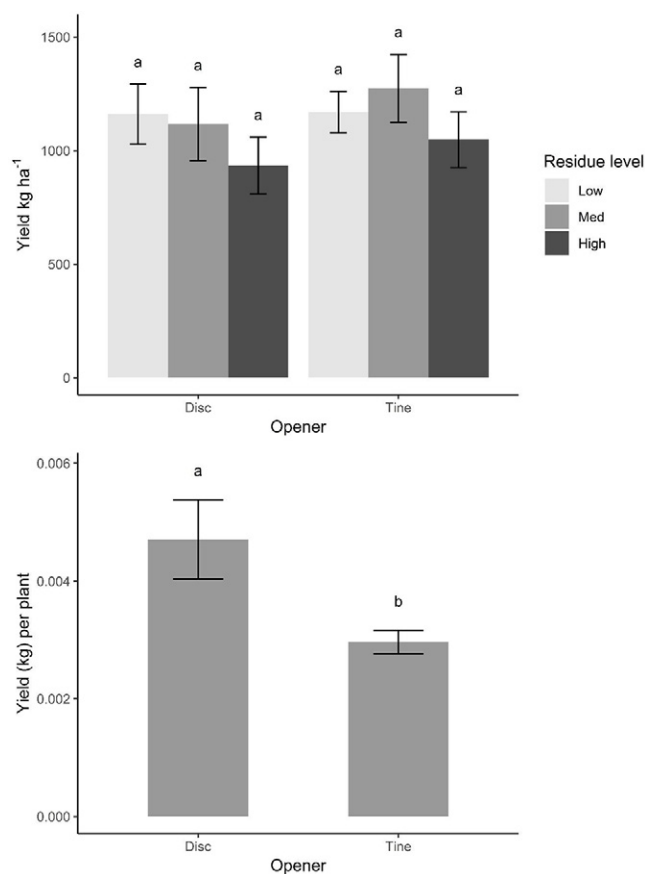 1500
1000
500
0
Yield kg ha⁻¹
a
a
a
a
a
a
Disc
Tine
Opener
Residue level
Low
Med
High
0.006
0.004
0.002
0.000
Yield (kg) per plant
a
b
Disc
Tine
Opener